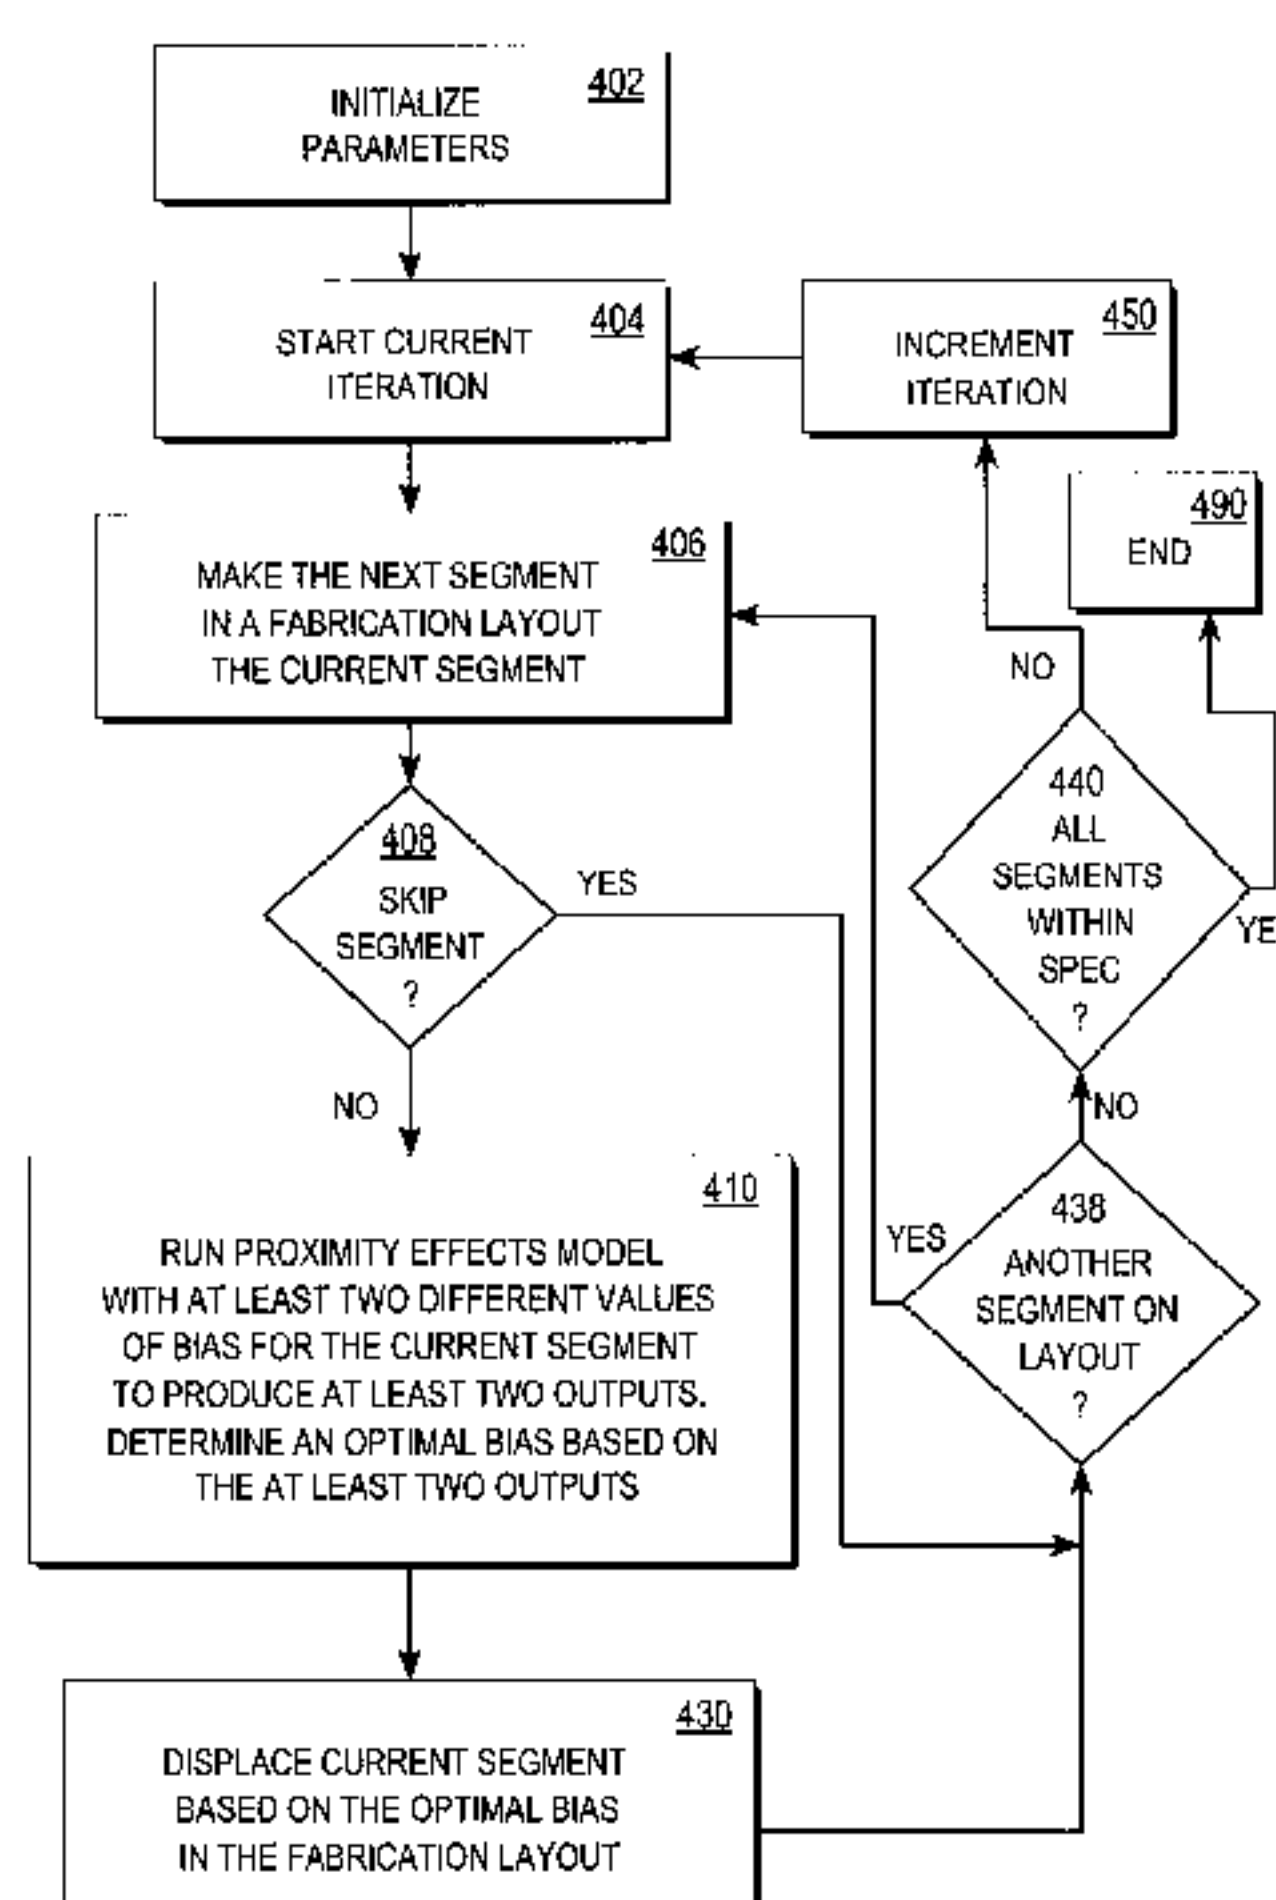 402
INITIALIZE
PARAMETERS
404
START CURRENT
ITERATION
450
INCREMENT
ITERATION
490
END
406
MAKE THE NEXT SEGMENT
IN A FABRICATION LAYOUT
THE CURRENT SEGMENT
NO
440
ALL
SEGMENTS
WITHIN
SPEC
?
YE
408
SKIP
SEGMENT
?
YES
NO
NO
438
ANOTHER
SEGMENT ON
LAYOUT
?
YES
410
RUN PROXIMITY EFFECTS MODEL
WITH AT LEAST TWO DIFFERENT VALUES
OF BIAS FOR THE CURRENT SEGMENT
TO PRODUCE AT LEAST TWO OUTPUTS.
DETERMINE AN OPTIMAL BIAS BASED ON
THE AT LEAST TWO OUTPUTS
430
DISPLACE CURRENT SEGMENT
BASED ON THE OPTIMAL BIAS
IN THE FABRICATION LAYOUT